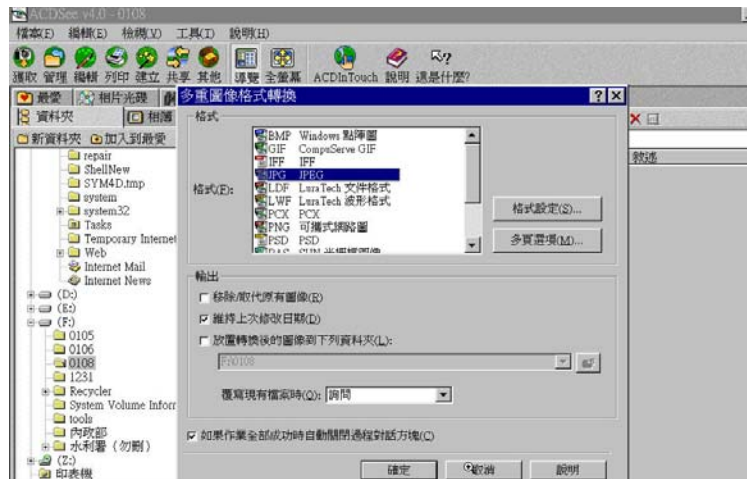 ACDSee v4.0 - 0108
檔案(F) 編輯(E) 檢視(V) 工具(T) 說明(H)
獲取 管理 編輯 列印 建立 共享 其他 導覽 全螢幕 ACDInTouch 說明 這是什麼?
最愛 相片光碟
資料夾 相簿
新資料夾 加入到最愛
敘述
repair
ShellNew
SYM4D.tmp
system
system32
Tasks
Temporary Internet
Web
Internet Mail
Internet News
(D:)
(E:)
(F:)
0105
0106
0108
1231
Recycler
System Volume Inforr
tools
內政部
水利署(勿刪)
(Z:)
印表機
多重圖像格式轉換
格式
格式(F):
BMP Windows 點陣圖
GIF CompuServe GIF
IFF IFF
JPG JPEG
LDF LuraTech 文件格式
LWF LuraTech 波形格式
PCX PCX
PNG 可攜式網路圖
PSD PSD
格式設定(S)...
多頁選項(M)...
輸出
移除/取代原有圖像(R)
維持上次修改日期(D)
放置轉換後的圖像到下列資料夾(L):
F:\0108
覆寫現有檔案時(O): 詢問
如果作業全部成功時自動關閉過程對話方塊(C)
確定 取消 說明